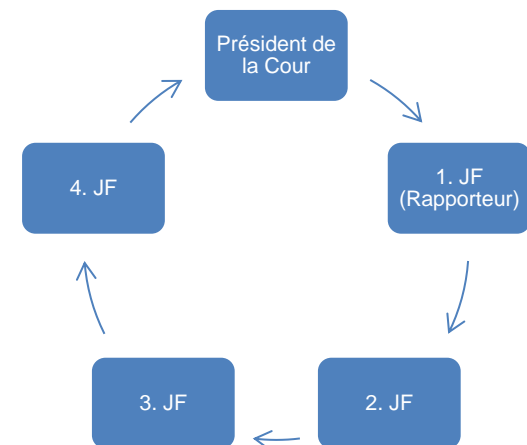 Président de
la Cour
1. JF
(Rapporteur)
2. JF
3. JF
4. JF